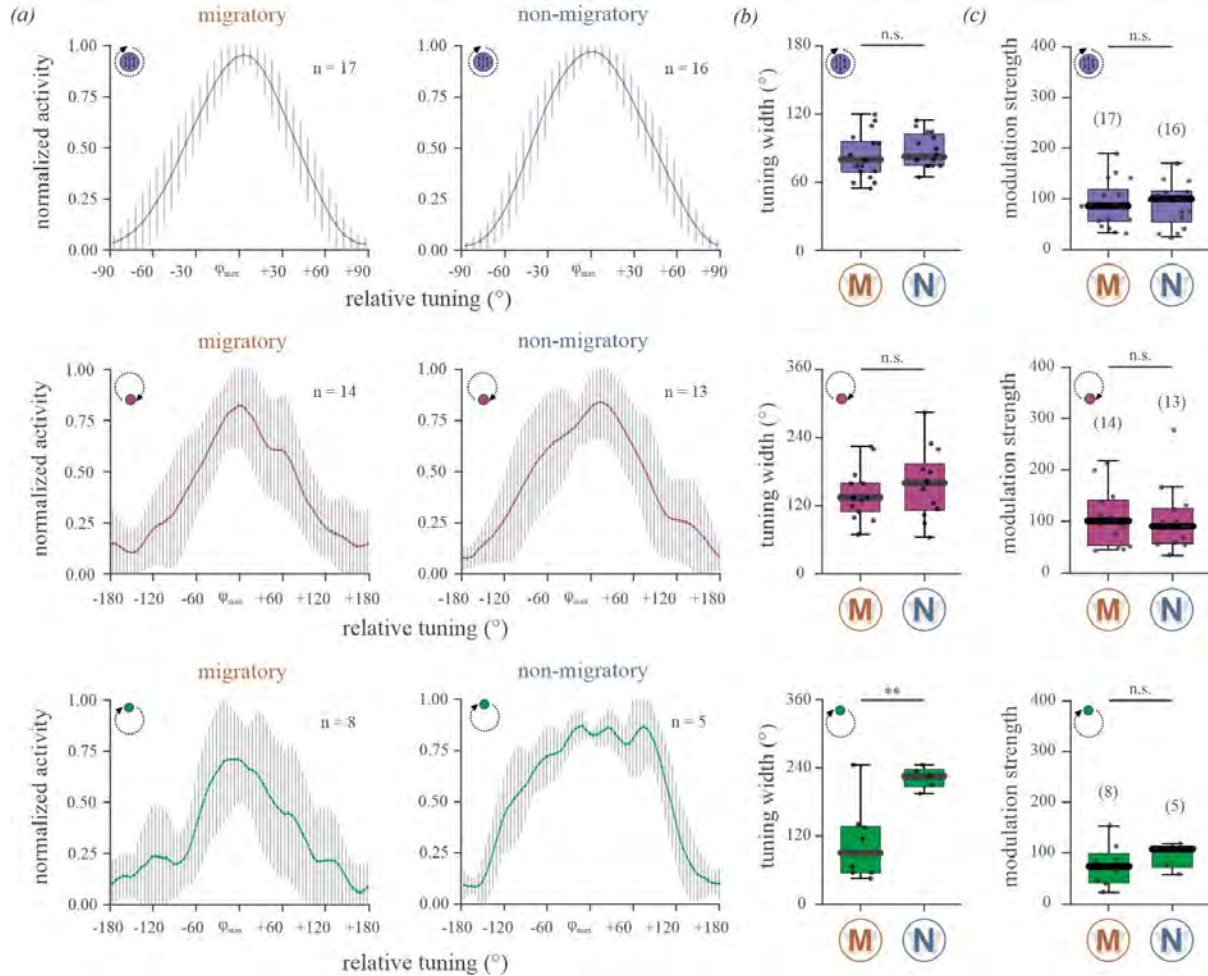 (a)
migratory
non-migratory
(b)
(c)
normalized activity
1.00
0.75
0.50
0.25
0.00
n = 17
-90 -60 -30 φmax +30 +60 +90
1.00
0.75
0.50
0.25
0.00
n = 16
-90 -60 -30 φmax +30 +60 +90
relative tuning (°)
tuning width (°)
180
120
60
0
n.s.
M N
modulation strength
400
300
200
100
0
n.s.
(17) (16)
M N
migratory
non-migratory
normalized activity
1.00
0.75
0.50
0.25
0.00
n = 14
-180 -120 -60 φmax +60 +120 +180
1.00
0.75
0.50
0.25
0.00
n = 13
-180 -120 -60 φmax +60 +120 +180
relative tuning (°)
tuning width (°)
360
240
120
0
n.s.
M N
modulation strength
400
300
200
100
0
n.s.
(14) (13)
M N
migratory
non-migratory
normalized activity
1.00
0.75
0.50
0.25
0.00
n = 8
-180 -120 -60 φmax +60 +120 +180
1.00
0.75
0.50
0.25
0.00
n = 5
-180 -120 -60 φmax +60 +120 +180
relative tuning (°)
tuning width (°)
360
240
120
0
**
M N
modulation strength
400
300
200
100
0
n.s.
(8) (5)
M N